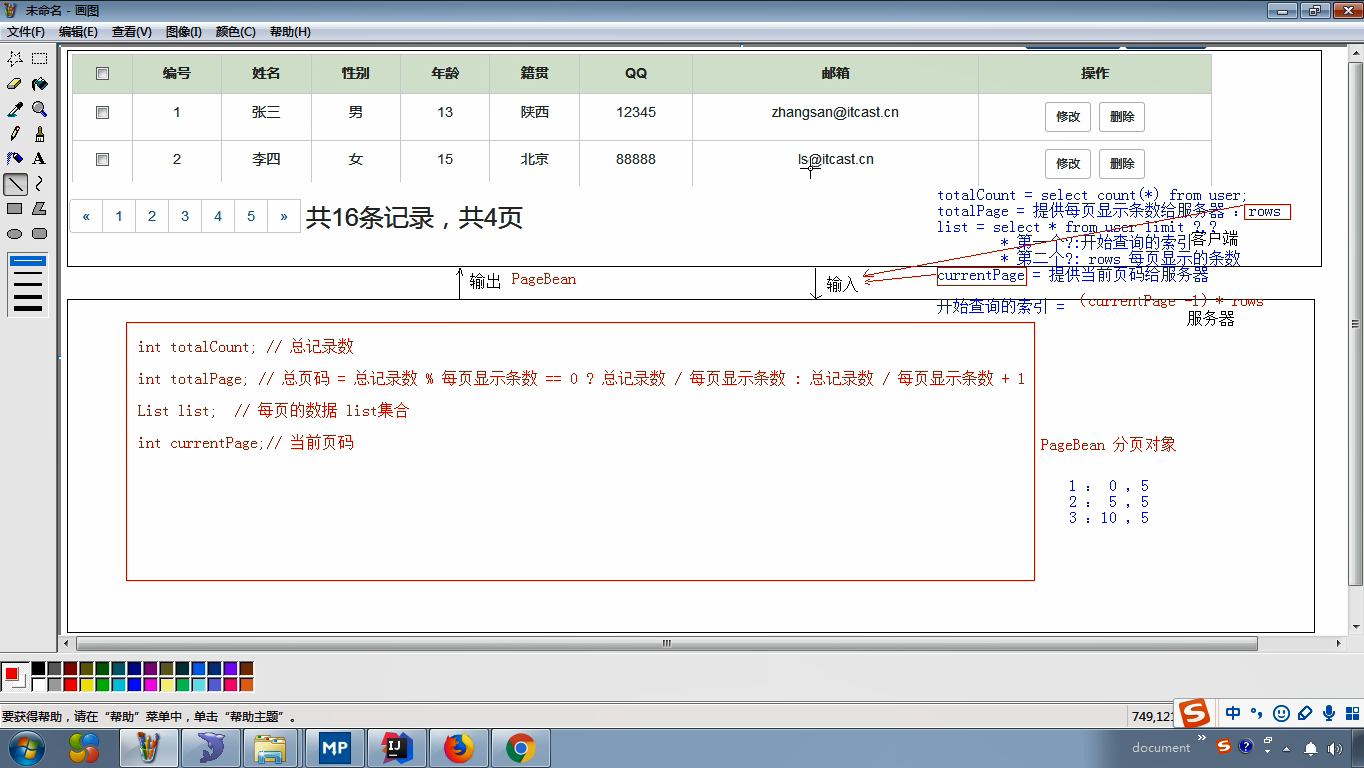 未命名 - 画图
文件(F) 编辑(E) 查看(V) 图像(I) 颜色(C) 帮助(H)
编号 姓名 性别 年龄 籍贯 QQ 邮箱 操作
1 张三 男 13 陕西 12345 zhangsan@itcast.cn 修改 删除
2 李四 女 15 北京 88888 ls@itcast.cn 修改 删除
« 1 2 3 4 5 » 共16条记录，共4页
totalCount = select count(*) from user;
totalPage = 提供每页显示条数给服务器 : rows
list = select * from user limit ?,?
* 第一个?:开始查询的索引
客户端
* 第二个?: rows 每页显示的条数
currentPage = 提供当前页码给服务器
输出 PageBean
输入
开始查询的索引 = (currentPage -1) * rows
服务器
int totalCount; // 总记录数
int totalPage; // 总页码 = 总记录数 % 每页显示条数 == 0 ? 总记录数 / 每页显示条数 : 总记录数 / 每页显示条数 + 1
List list; // 每页的数据 list集合
int currentPage;// 当前页码
PageBean 分页对象
1 : 0 , 5
2 : 5 , 5
3 : 10 , 5
要获得帮助，请在“帮助”菜单中，单击“帮助主题”。
749,121
中
document